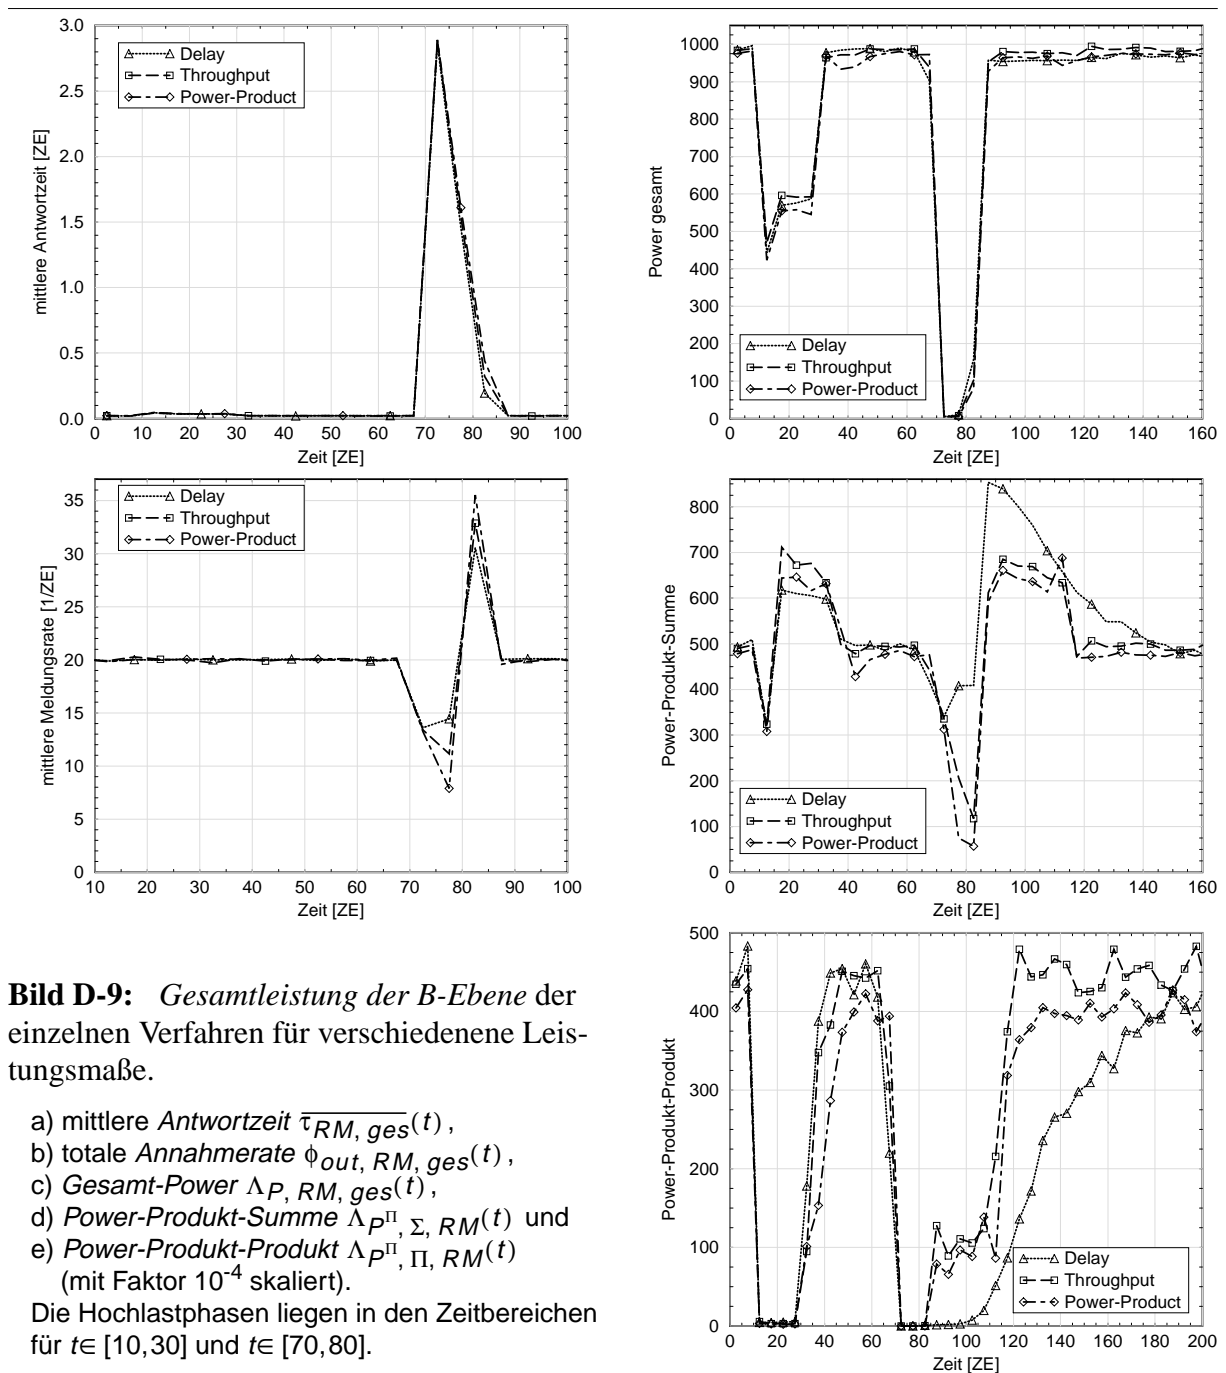 3.0
2.5
2.0
1.5
1.0
0.5
0.0
mittlere Antwortzeit [ZE]
Delay
Throughput
Power-Product
0 10 20 30 40 50 60 70 80 90 100
Zeit [ZE]
1000
900
800
700
600
500
400
300
200
100
0
Power gesamt
Delay
Throughput
Power-Product
0 20 40 60 80 100 120 140 160
Zeit [ZE]
35
30
25
20
15
10
5
0
mittlere Meldungsrate [1/ZE]
Delay
Throughput
Power-Product
10 20 30 40 50 60 70 80 90 100
Zeit [ZE]
800
700
600
500
400
300
200
100
0
Power-Produkt-Summe
Delay
Throughput
Power-Product
0 20 40 60 80 100 120 140 160
Zeit [ZE]
500
400
300
200
100
0
Power-Produkt-Produkt
Delay
Throughput
Power-Product
0 20 40 60 80 100 120 140 160 180 200
Zeit [ZE]
Bild D-9: Gesamtleistung der B-Ebene der
einzelnen Verfahren für verschiedenene Leis-
tungsmaße.
a) mittlere Antwortzeit τ̅_RM, ges(t),
b) totale Annahmerate ϕ_out, RM, ges(t),
c) Gesamt-Power Λ_P, RM, ges(t),
d) Power-Produkt-Summe Λ_P^Π, Σ, RM(t) und
e) Power-Produkt-Produkt Λ_P^Π, Π, RM(t)
(mit Faktor 10⁻⁴ skaliert).
Die Hochlastphasen liegen in den Zeitbereichen
für t∈ [10,30] und t∈ [70,80].